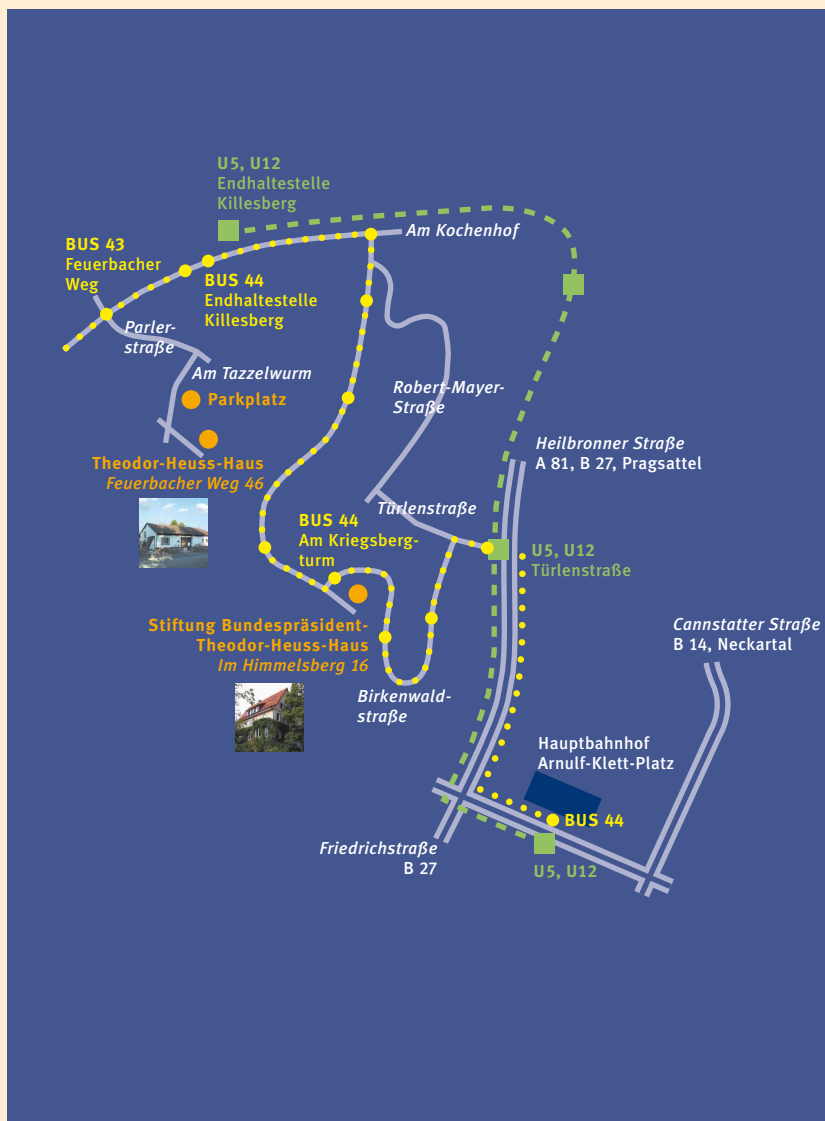 U5, U12
Endhaltestelle
Killesberg
Am Kochenhof
BUS 43
Feuerbacher
Weg
BUS 44
Endhaltestelle
Killesberg
Parler-
straße
Am Tazzelwurm
Parkplatz
Robert-Mayer-
Straße
Theodor-Heuss-Haus
Feuerbacher Weg 46
Heilbronner Straße
A 81, B 27, Pragsattel
Türlenstraße
BUS 44
Am Kriegsberg-
turm
U5, U12
Türlenstraße
Stiftung Bundespräsident-
Theodor-Heuss-Haus
Im Himmelsberg 16
Cannstatter Straße
B 14, Neckartal
Birkenwald-
straße
Hauptbahnhof
Arnulf-Klett-Platz
BUS 44
Friedrichstraße
B 27
U5, U12